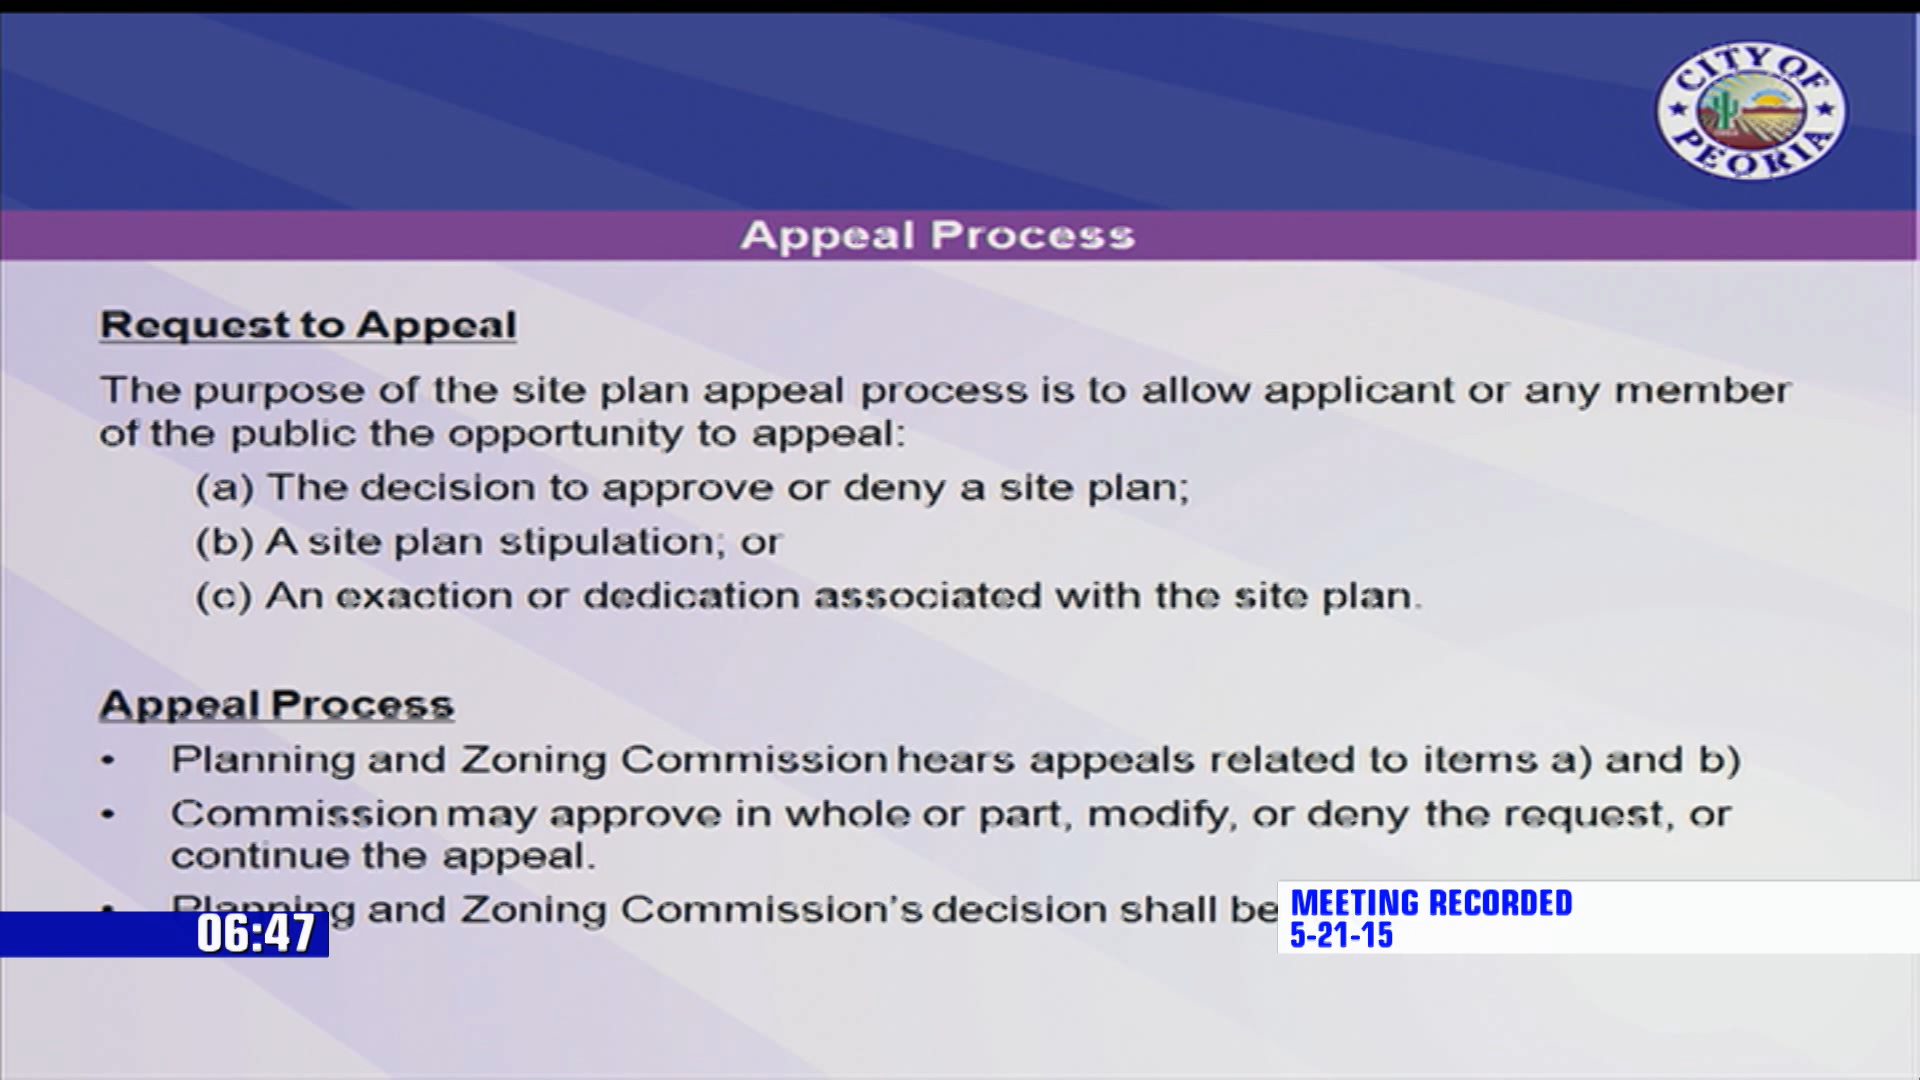 CITY OF
PEORIA
Appeal Process
Request to Appeal
The purpose of the site plan appeal process is to allow applicant or any member
of the public the opportunity to appeal:
(a) The decision to approve or deny a site plan;
(b) A site plan stipulation; or
(c) An exaction or dedication associated with the site plan.
Appeal Process
• Planning and Zoning Commission hears appeals related to items a) and b)
• Commission may approve in whole or part, modify, or deny the request, or
continue the appeal.
• Planning and Zoning Commission's decision shall be
06:47
MEETING RECORDED
5-21-15